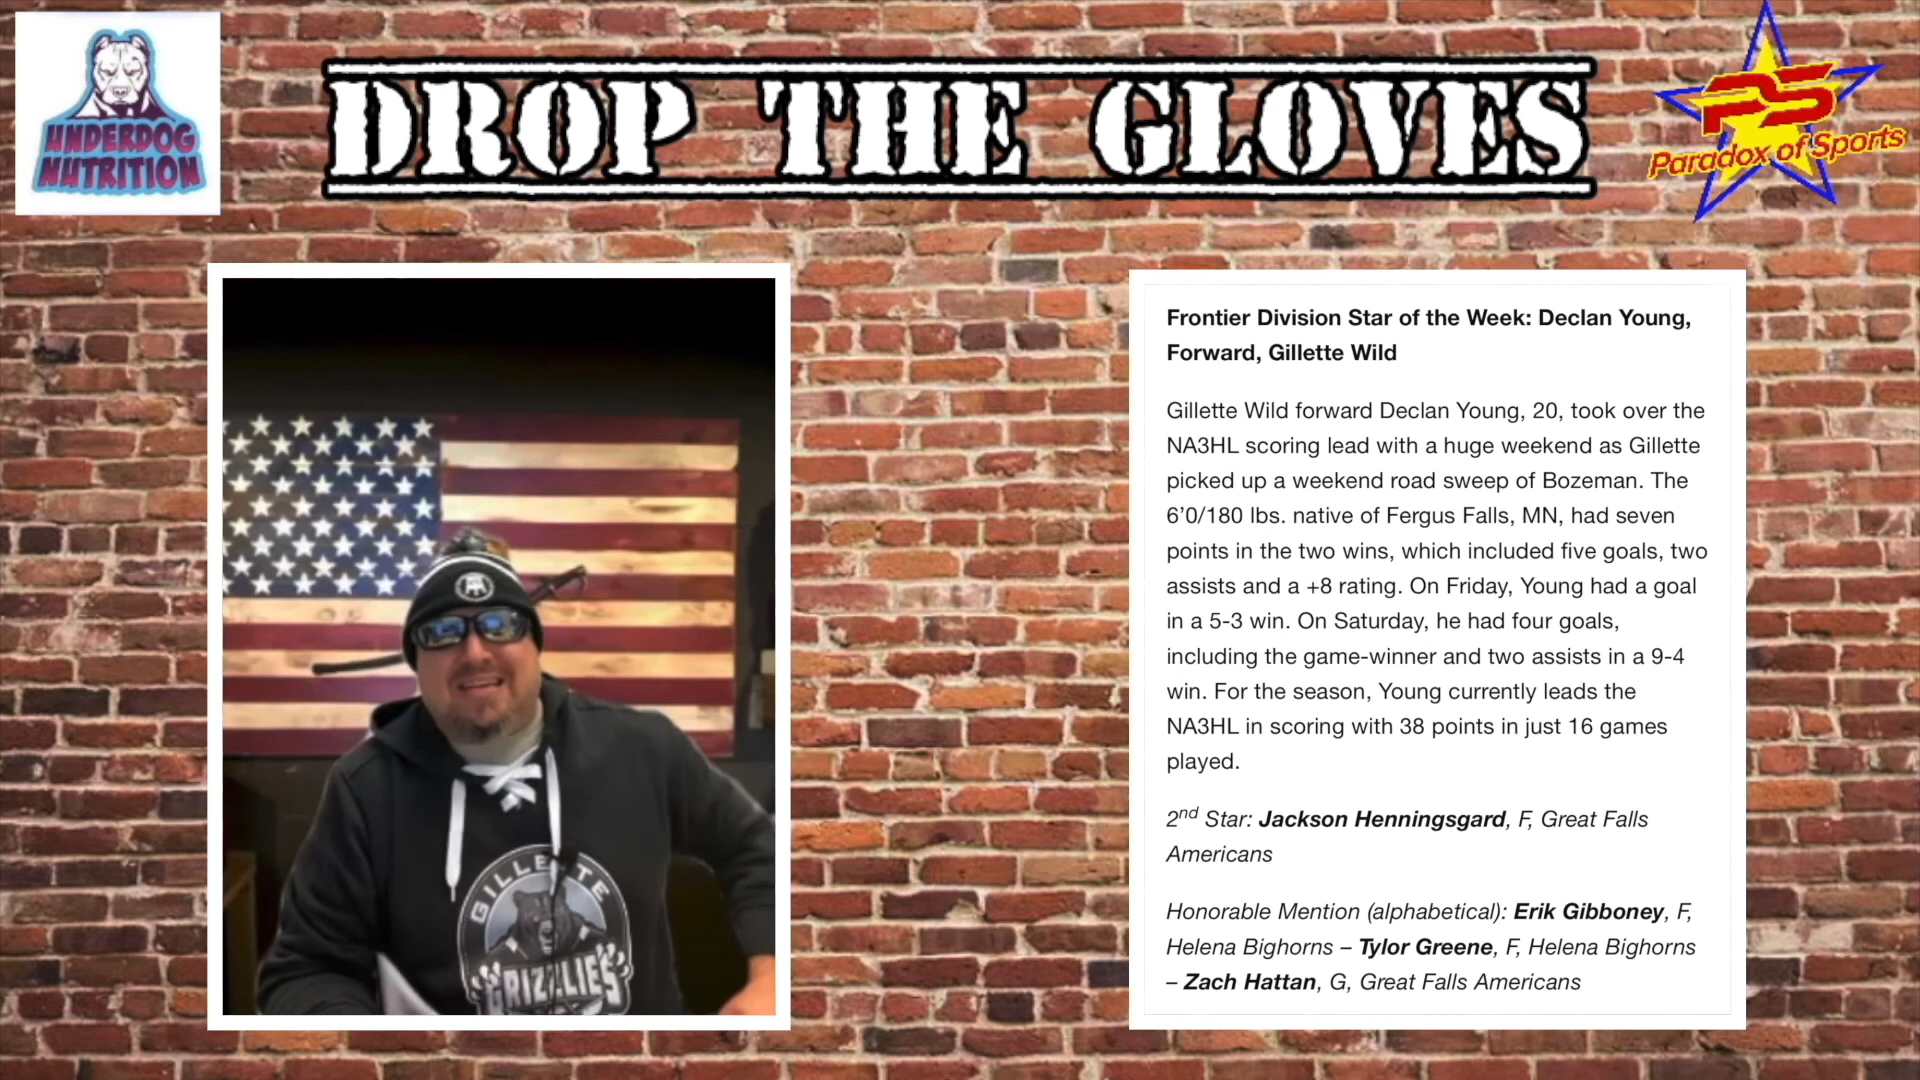 UNDERDOG
NUTRITION
DROP THE GLOVES
PS
Paradox of Sports
GILLETTE
GRIZZLIES
Frontier Division Star of the Week: Declan Young,
Forward, Gillette Wild
Gillette Wild forward Declan Young, 20, took over the
NA3HL scoring lead with a huge weekend as Gillette
picked up a weekend road sweep of Bozeman. The
6’0/180 lbs. native of Fergus Falls, MN, had seven
points in the two wins, which included five goals, two
assists and a +8 rating. On Friday, Young had a goal
in a 5-3 win. On Saturday, he had four goals,
including the game-winner and two assists in a 9-4
win. For the season, Young currently leads the
NA3HL in scoring with 38 points in just 16 games
played.
2nd Star: Jackson Henningsgard, F, Great Falls
Americans
Honorable Mention (alphabetical): Erik Gibboney, F,
Helena Bighorns – Tylor Greene, F, Helena Bighorns
– Zach Hattan, G, Great Falls Americans